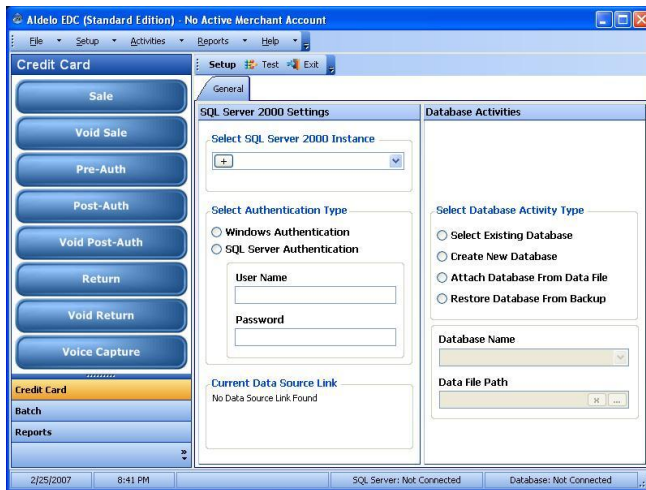 Aldelo EDC (Standard Edition) - No Active Merchant Account
File Setup Activities Reports Help
Credit Card
Setup Test Exit
General
Sale
Void Sale
Pre-Auth
Post-Auth
Void Post-Auth
Return
Void Return
Voice Capture
Credit Card
Batch
Reports
SQL Server 2000 Settings
Select SQL Server 2000 Instance
Select Authentication Type
Windows Authentication
SQL Server Authentication
User Name
Password
Current Data Source Link
No Data Source Link Found
Database Activities
Select Database Activity Type
Select Existing Database
Create New Database
Attach Database From Data File
Restore Database From Backup
Database Name
Data File Path
x ...
2/25/2007 8:41 PM SQL Server: Not Connected Database: Not Connected